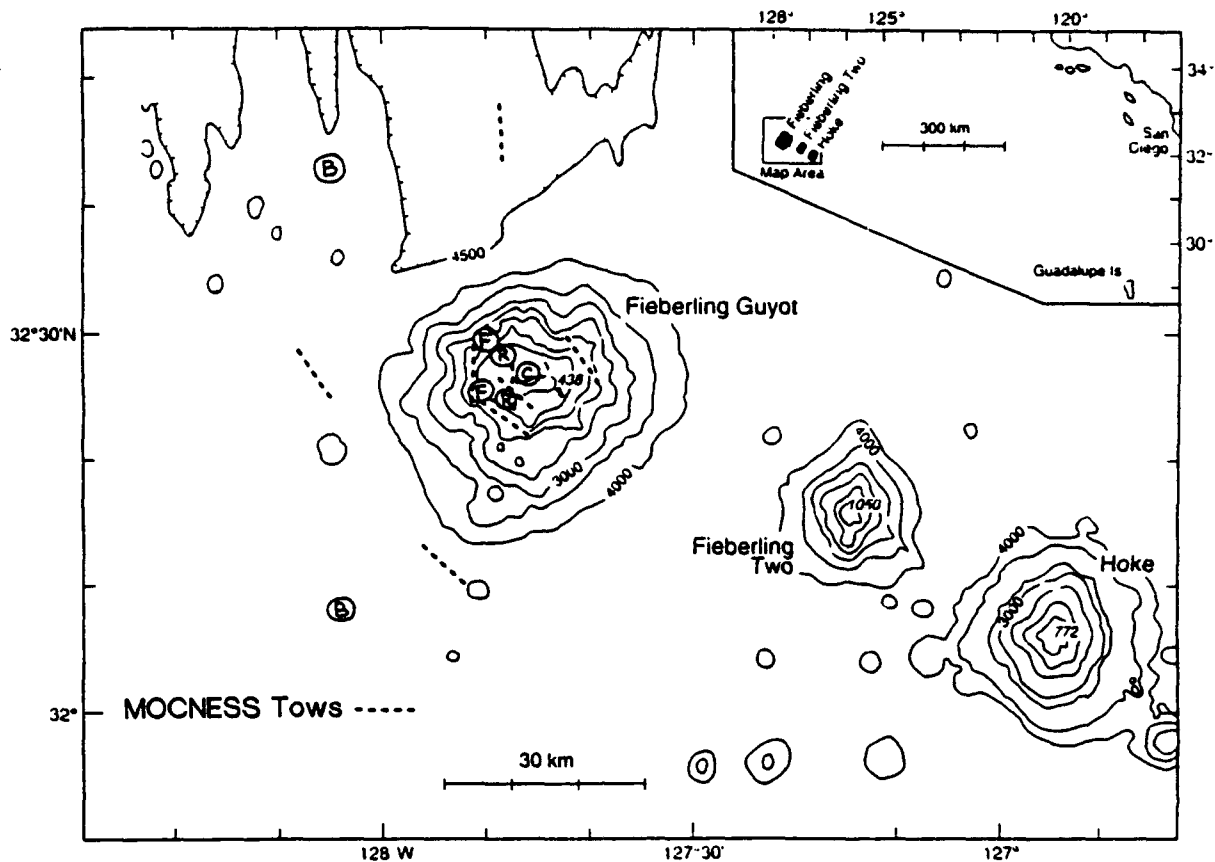 128° 125° 120°
34°
Fieberling
Fieberling Two
Hoke
300 km
San
Diego
32°
Map Area
B
30°
4500
Guadalupe Is
Fieberling Guyot
32°30'N
F
R
C
438
F
R
3000
4000
4000
1050
Fieberling
Two
4000
Hoke
3000
772
B
32°
MOCNESS Tows
30 km
128 W 127°30' 127°